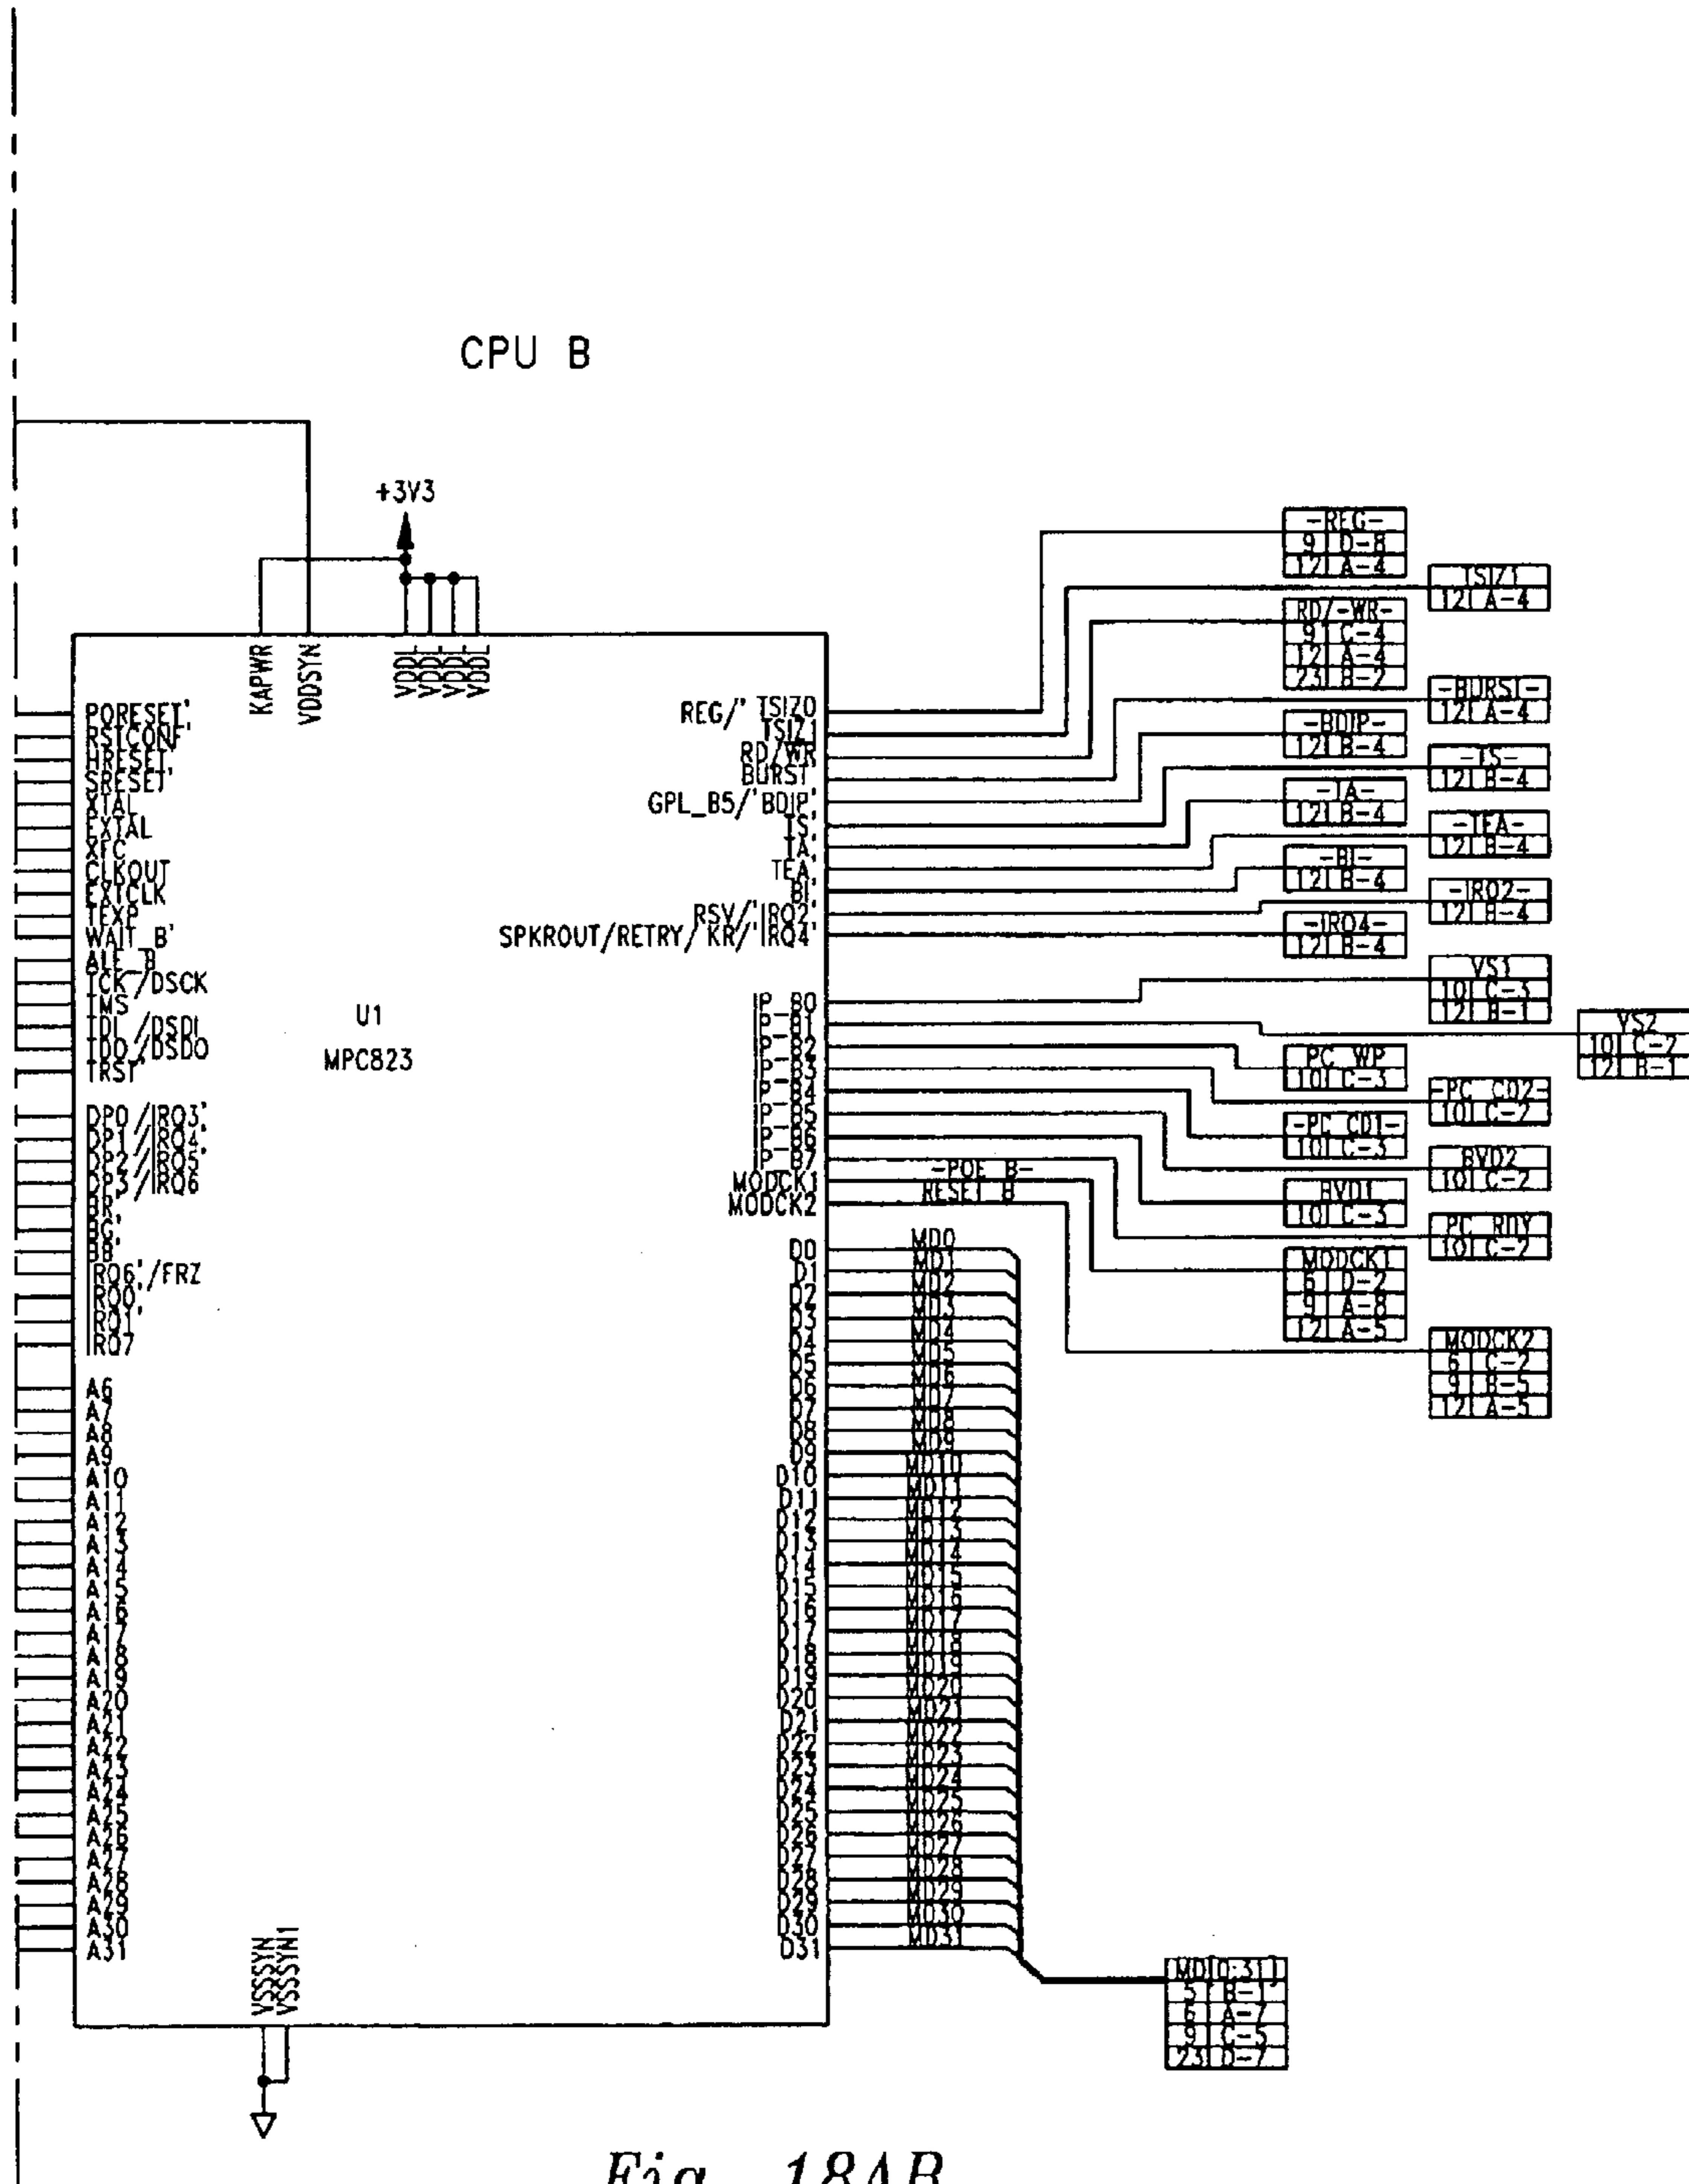 CPU B
+3V3
KAPWR
VDDSYN
VDDL
VDDL
VDDL
VDDL
PORESET'
RSTCONF'
HRESET'
SRESET'
XTAL
EXTAL
XFC
CLKOUT
EXTCLK
TEXP
WAIT_B'
ALE_B
TCK/DSCK
TMS
TDI/DSDI
TDO/DSDO
TRST'
DP0/IRQ3'
DP1/IRQ4'
DP2/IRQ5'
DP3/IRQ6
BR'
BG'
BB'
IRQ6'/FRZ
IRQ0'
IRQ1'
IRQ7
A6
A7
A8
A9
A10
A11
A12
A13
A14
A15
A16
A17
A18
A19
A20
A21
A22
A23
A24
A25
A26
A27
A28
A29
A30
A31
U1
MPC823
VSSSYN
VSSSYN1
REG/' TSIZ0
TSIZ1
RD/WR
BURST'
GPL_B5/'BDIP'
TS'
TA'
TEA'
BI'
RSV/'IRQ2'
SPKROUT/RETRY/'KR/'IRQ4'
IP_B0
IP_B1
IP_B2
IP_B3
IP_B4
IP_B5
IP_B6
IP_B7
MODCK1 -POE_B-
MODCK2 RESET_B
D0 MD0
D1 MD1
D2 MD2
D3 MD3
D4 MD4
D5 MD5
D6 MD6
D7 MD7
D8 MD8
D9 MD9
D10 MD10
D11 MD11
D12 MD12
D13 MD13
D14 MD14
D15 MD15
D16 MD16
D17 MD17
D18 MD18
D19 MD19
D20 MD20
D21 MD21
D22 MD22
D23 MD23
D24 MD24
D25 MD25
D26 MD26
D27 MD27
D28 MD28
D29 MD29
D30 MD30
D31 MD31
-REG-
9 D-8
12 A-4
TSIZ1
12 A-4
RD/-WR-
9 C-4
12 A-4
23 B-2
-BURST-
12 A-4
-BDIP-
12 B-4
-TS-
12 B-4
-TA-
12 B-4
-TEA-
12 B-4
-BI-
12 B-4
-IRQ2-
12 B-4
-IRQ4-
12 B-4
VS1
10 C-3
12 B-1
VS2
10 C-2
12 B-1
PC_WP
10 C-3
-PC_CD2-
10 C-2
-PC_CD1-
10 C-3
BVD2
10 C-2
BVD1
10 C-3
PC_RDY
10 C-2
MODCK1
6 D-2
9 A-8
12 A-5
MODCK2
6 C-2
9 B-5
12 A-5
MD[0:31]
5 B-1
6 A-7
9 C-5
23 D-7
Fig. 18AB